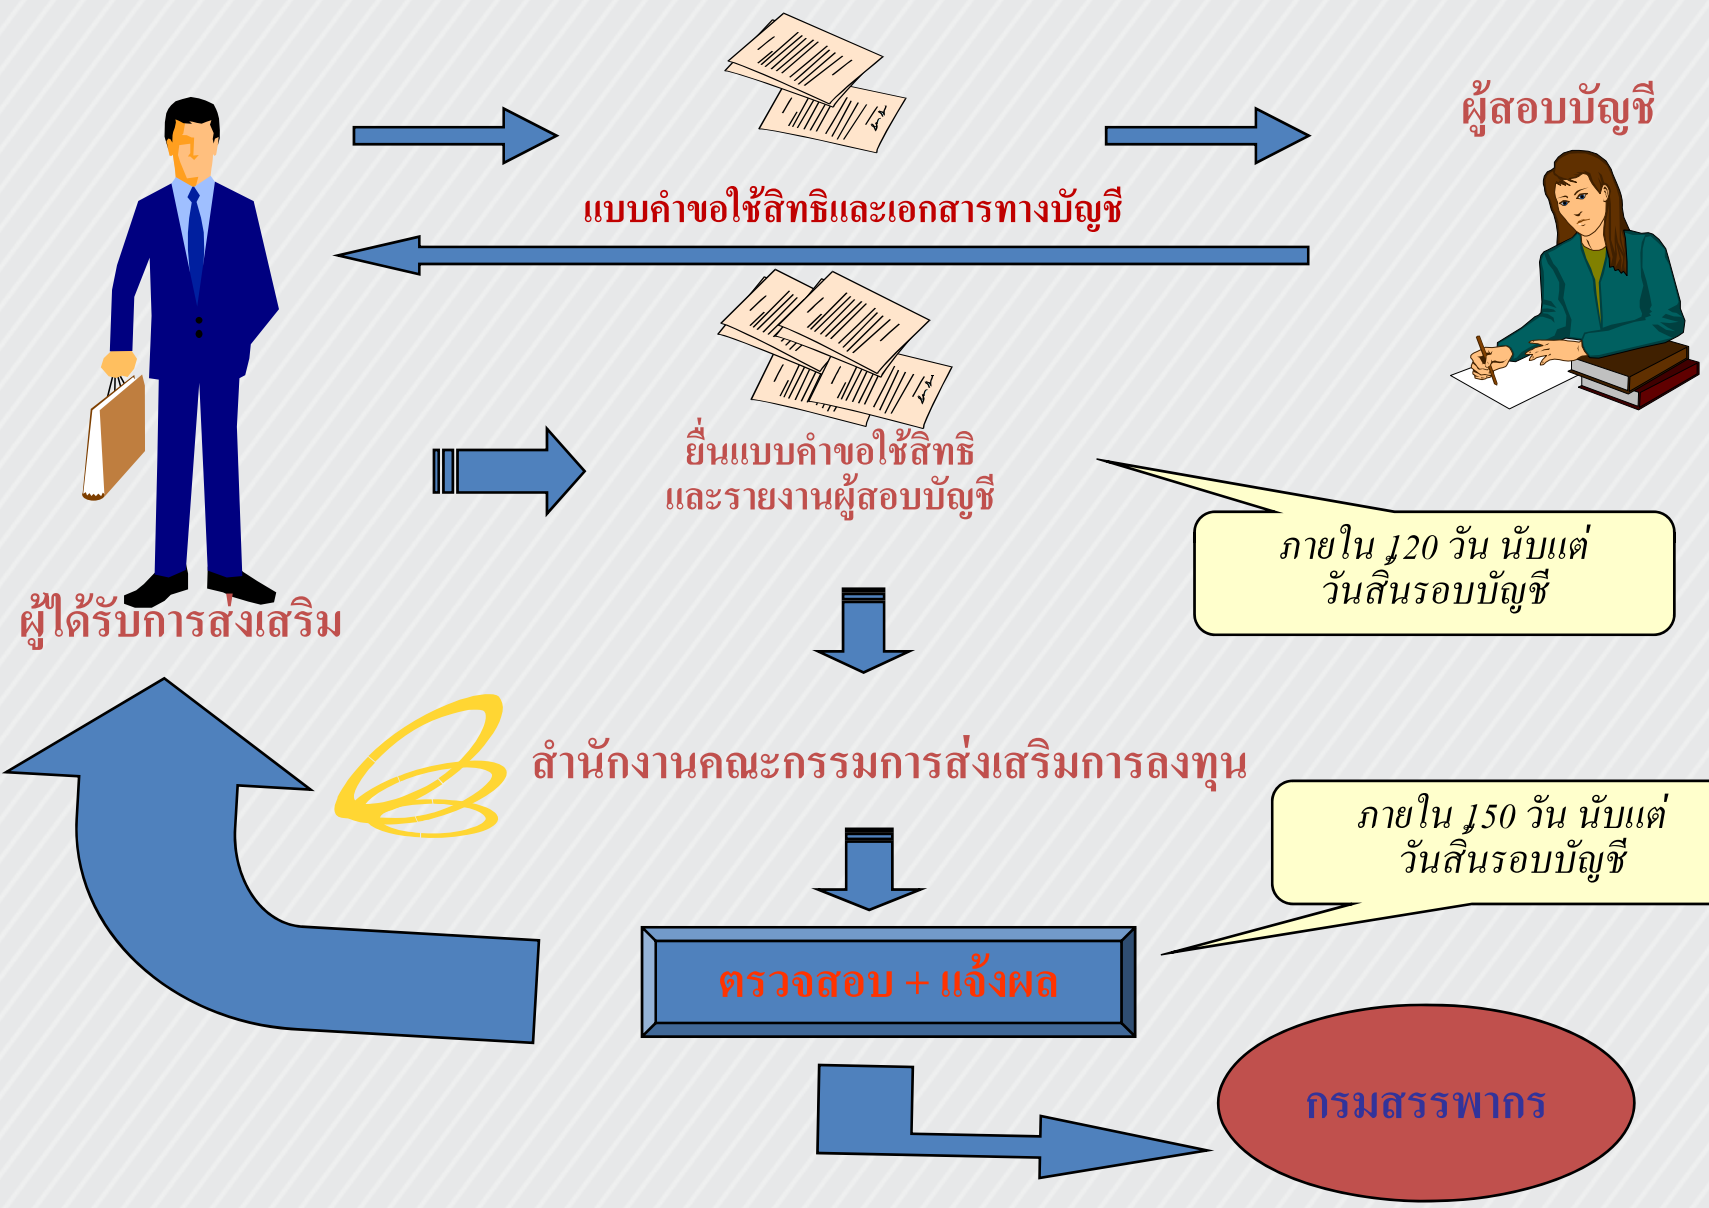 ผู้สอบบัญชี
แบบคำขอใช้สิทธิและเอกสารทางบัญชี
ยื่นแบบคำขอใช้สิทธิ
และรายงานผู้สอบบัญชี
ภายใน 120 วัน นับแต่
วันสิ้นรอบบัญชี
ผู้ได้รับการส่งเสริม
สำนักงานคณะกรรมการส่งเสริมการลงทุน
ภายใน 150 วัน นับแต่
วันสิ้นรอบบัญชี
ตรวจสอบ + แจ้งผล
กรมสรรพากร